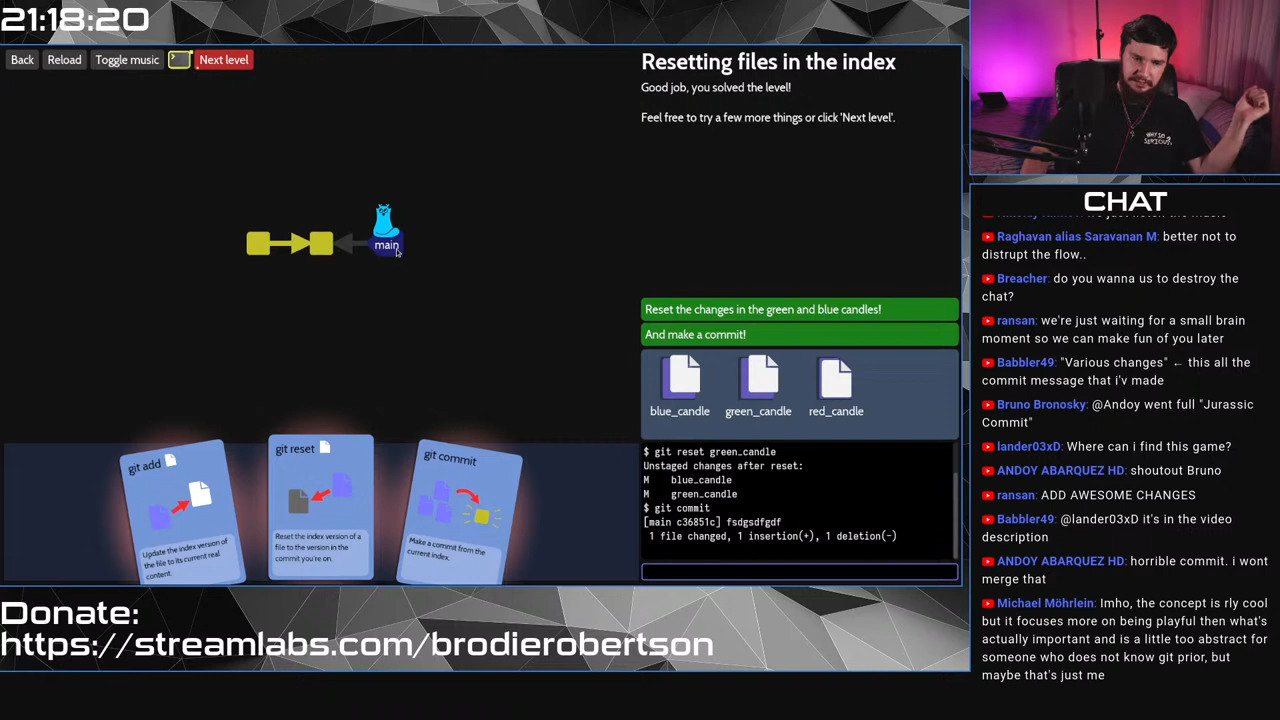 21:18:20
Back
Reload
Toggle music
Next level
Resetting files in the index
Good job, you solved the level!
Feel free to try a few more things or click 'Next level'.
main
Reset the changes in the green and blue candles!
And make a commit!
blue_candle
green_candle
red_candle
git add
Update the index version of
the file to its current real
content.
git reset
Reset the index version of a
file to the version in the
commit you're on.
git commit
Make a commit from the
current index.
$ git reset green_candle
Unstaged changes after reset:
M blue_candle
M green_candle
$ git commit
[main c36851c] fsdgsdfgdf
1 file changed, 1 insertion(+), 1 deletion(-)
Donate:
https://streamlabs.com/brodierobertson
WHY SO
SERIOUS?
CHAT
Raghavan alias Saravanan M: better not to
distrupt the flow..
Breacher: do you wanna us to destroy the
chat?
ransan: we're just waiting for a small brain
moment so we can make fun of you later
Babbler49: "Various changes" ← this all the
commit message that i'v made
Bruno Bronosky: @Andoy went full "Jurassic
Commit"
lander03xD: Where can i find this game?
ANDOY ABARQUEZ HD: shoutout Bruno
ransan: ADD AWESOME CHANGES
Babbler49: @lander03xD it's in the video
description
ANDOY ABARQUEZ HD: horrible commit. i wont
merge that
Michael Möhrlein: Imho, the concept is rly cool
but it focuses more on being playful then what's
actually important and is a little too abstract for
someone who does not know git prior, but
maybe that's just me